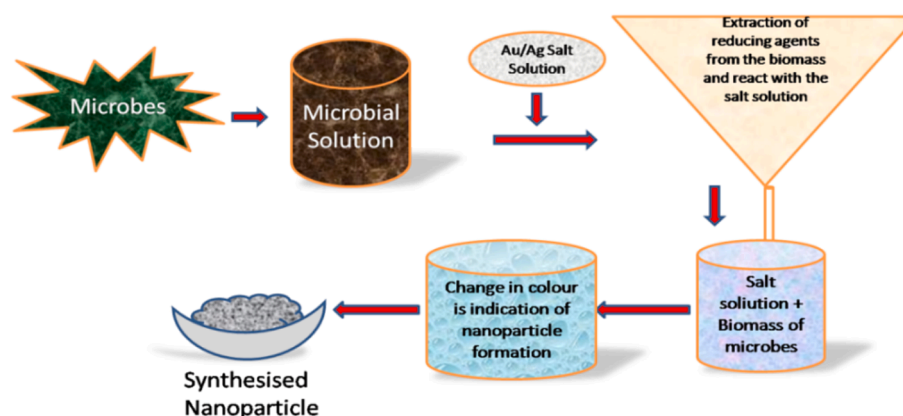 Microbes
Microbial
Solution
Au/Ag Salt
Solution
Extraction of
reducing agents
from the biomass
and react with the
salt solution
Salt
soliution +
Biomass of
microbes
Change in colour
is indication of
nanoparticle
formation
Synthesised
Nanoparticle